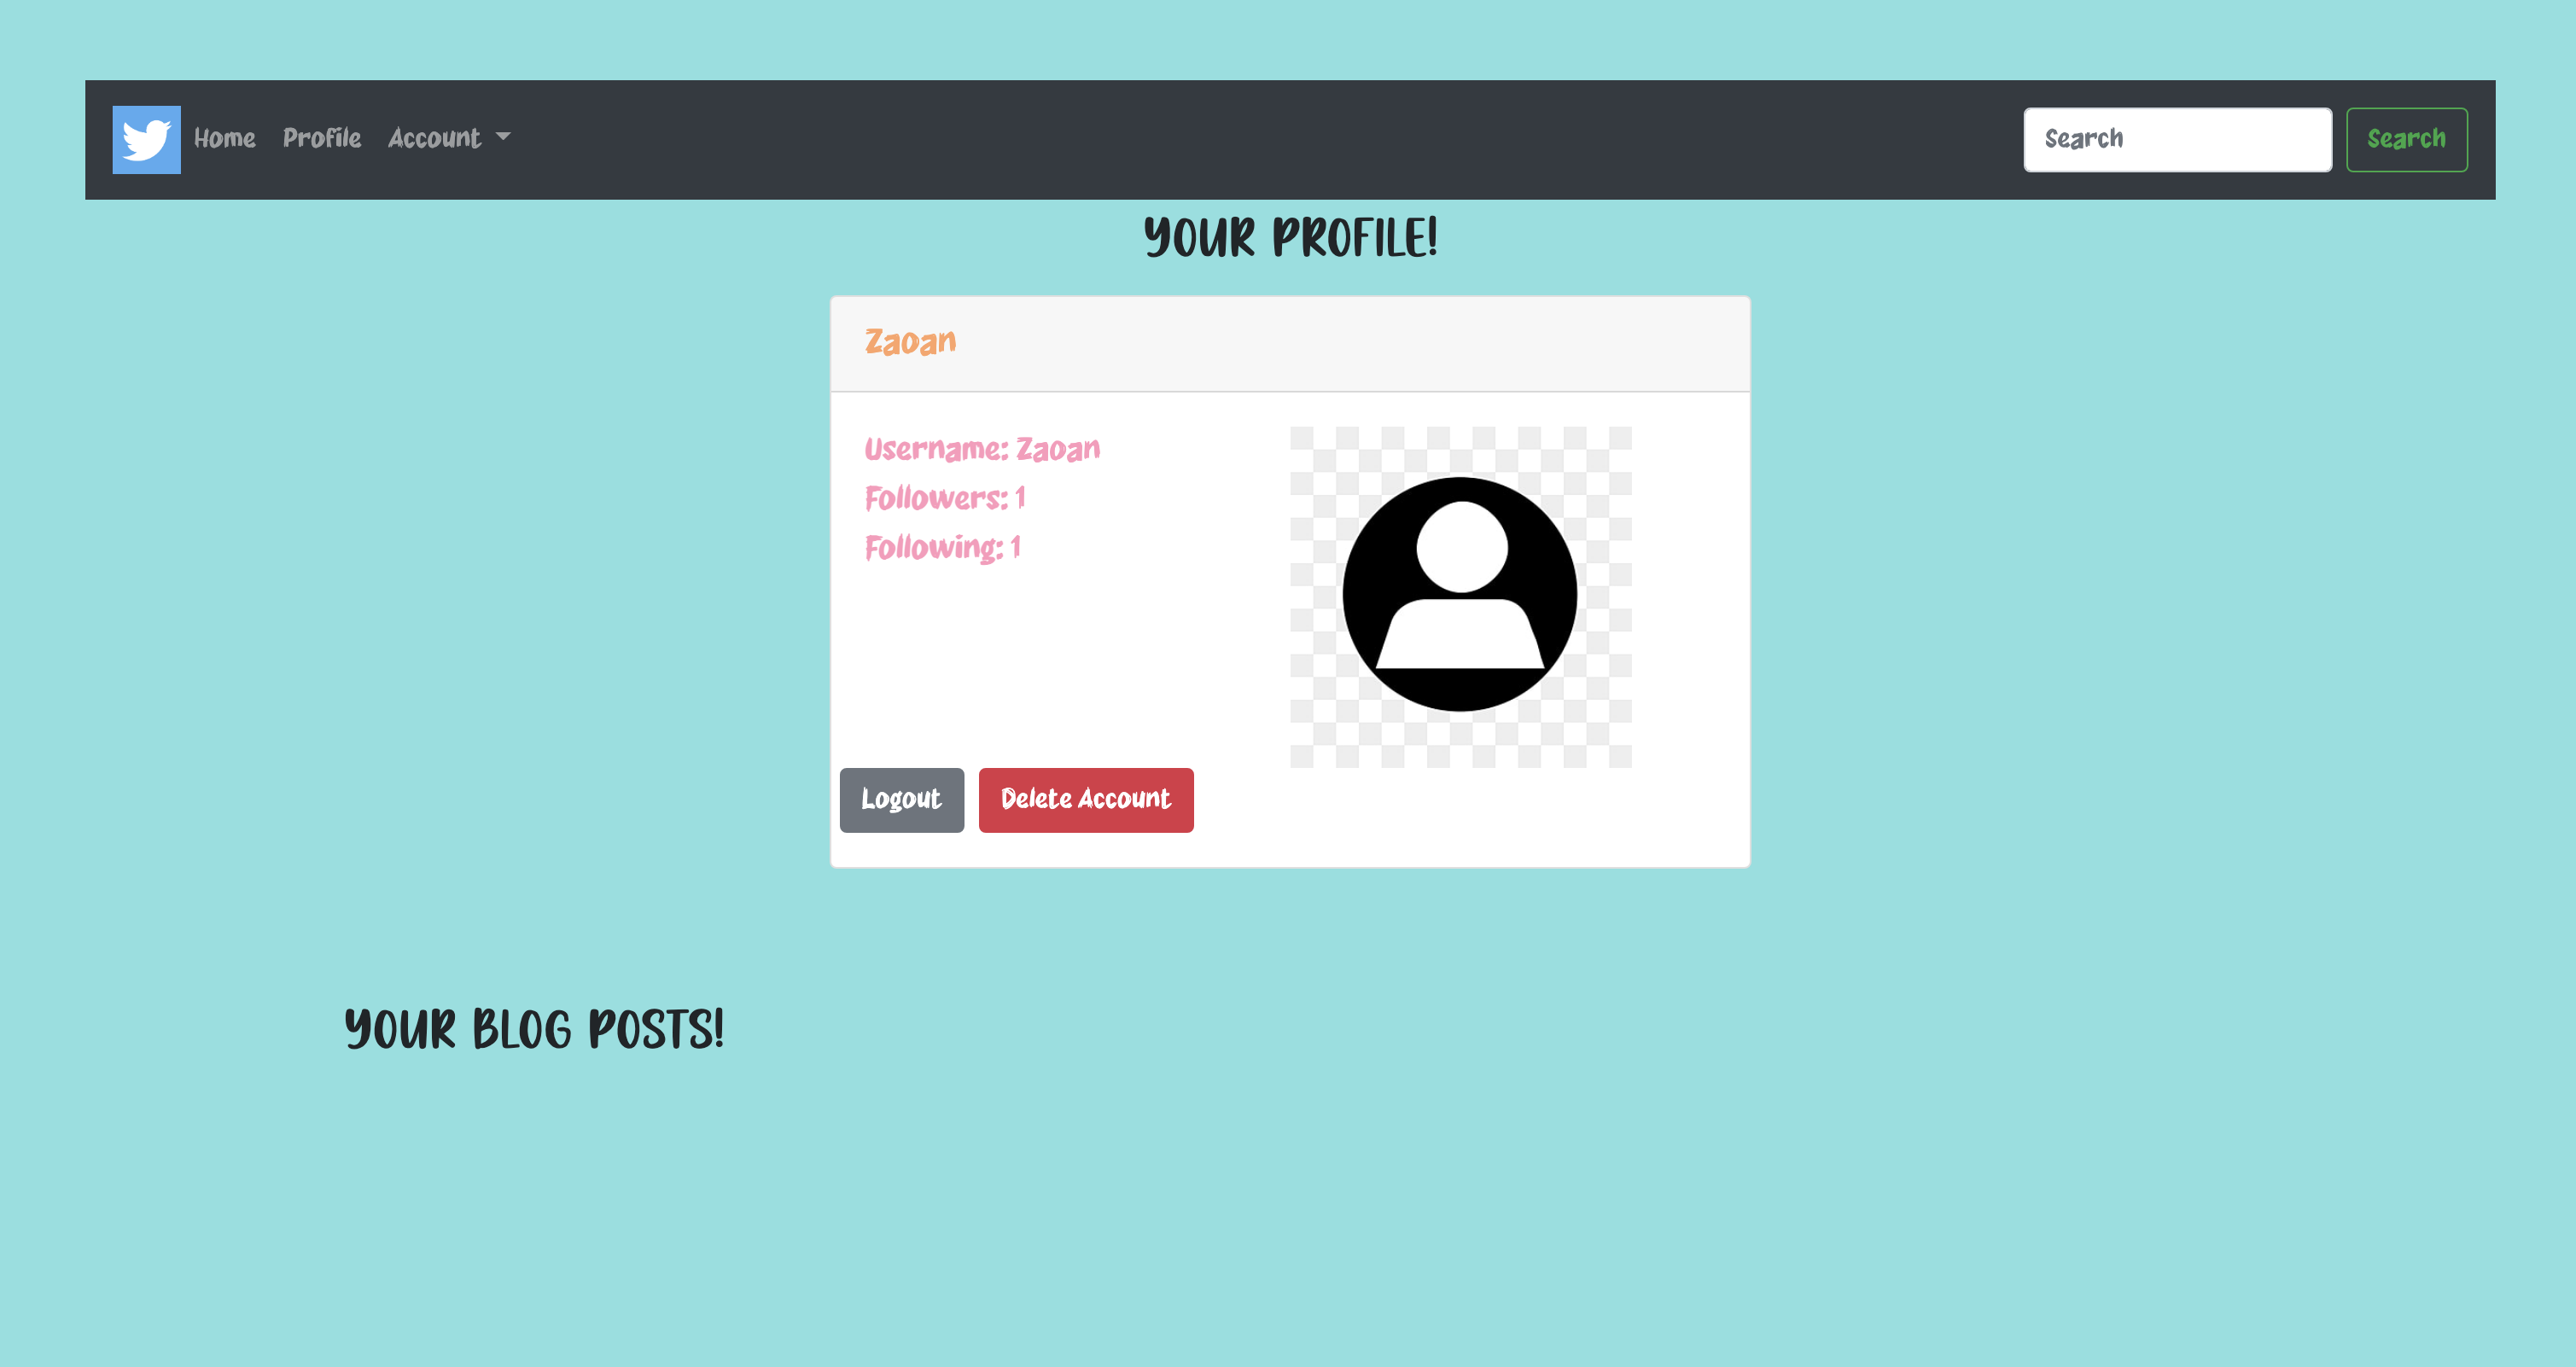 Home Profile Account
Search Search
YOUR PROFILE!
Zaoan
Username: Zaoan
Followers: 1
Following: 1
Logout Delete Account
YOUR BLOG POSTS!